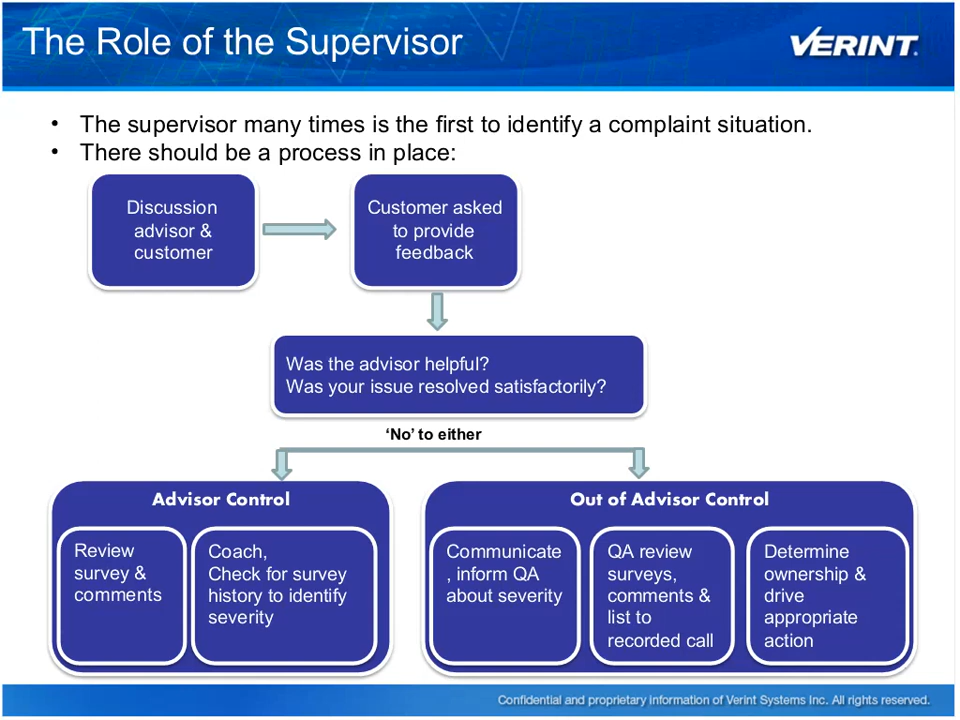 The Role of the Supervisor
VERINT.
• The supervisor many times is the first to identify a complaint situation.
• There should be a process in place:
Discussion
advisor &
customer
Customer asked
to provide
feedback
Was the advisor helpful?
Was your issue resolved satisfactorily?
‘No’ to either
Advisor Control
Review
survey &
comments
Coach,
Check for survey
history to identify
severity
Out of Advisor Control
Communicate
, inform QA
about severity
QA review
surveys,
comments &
list to
recorded call
Determine
ownership &
drive
appropriate
action
Confidential and proprietary information of Verint Systems Inc. All rights reserved.